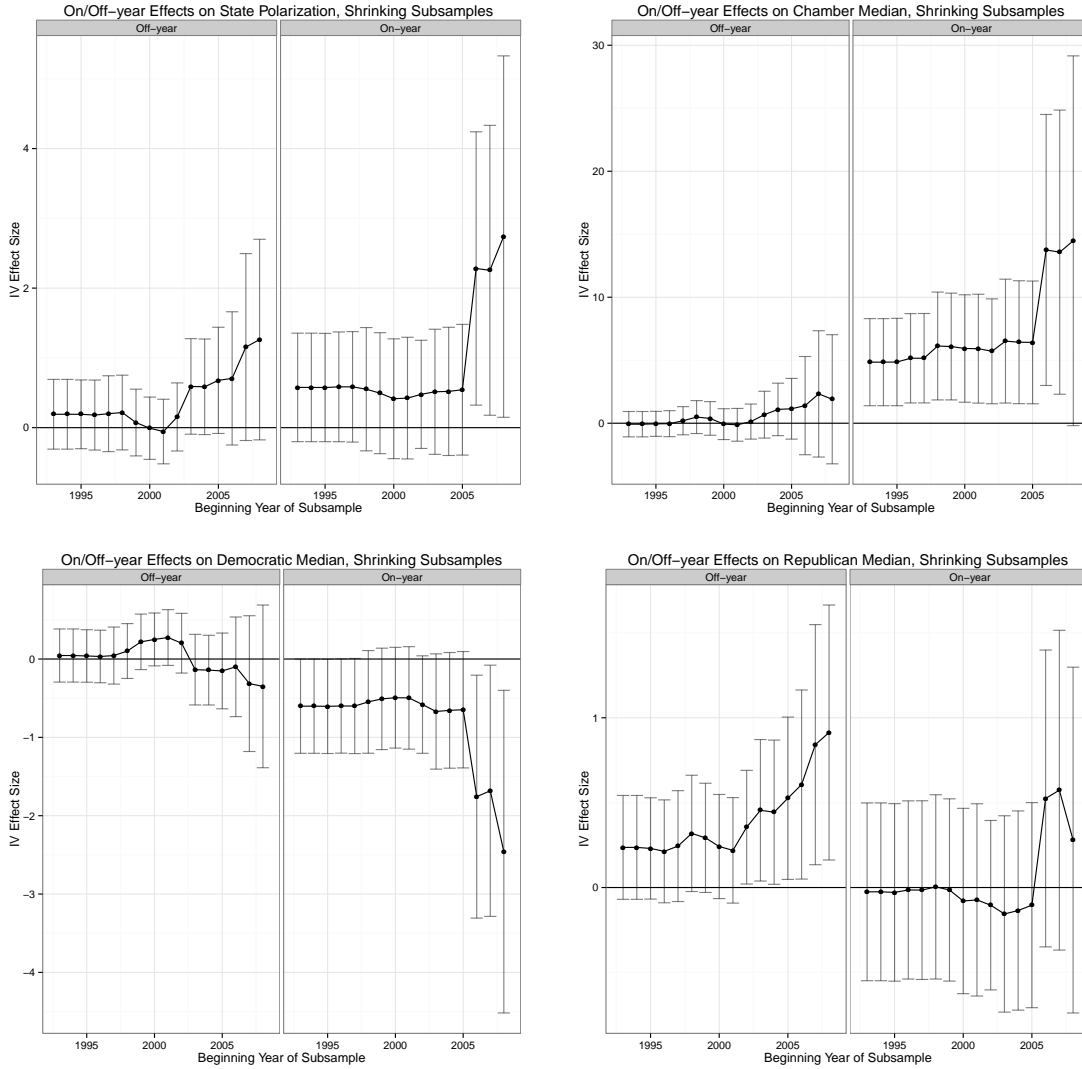 On/Off−year Effects on State Polarization, Shrinking Subsamples
Off−year
On−year
4
2
0
IV Effect Size
1995
2000
2005
1995
2000
2005
Beginning Year of Subsample
On/Off−year Effects on Chamber Median, Shrinking Subsamples
Off−year
On−year
30
20
10
0
IV Effect Size
1995
2000
2005
1995
2000
2005
Beginning Year of Subsample
On/Off−year Effects on Democratic Median, Shrinking Subsamples
Off−year
On−year
0
−1
−2
−3
−4
IV Effect Size
1995
2000
2005
1995
2000
2005
Beginning Year of Subsample
On/Off−year Effects on Republican Median, Shrinking Subsamples
Off−year
On−year
1
0
IV Effect Size
1995
2000
2005
1995
2000
2005
Beginning Year of Subsample